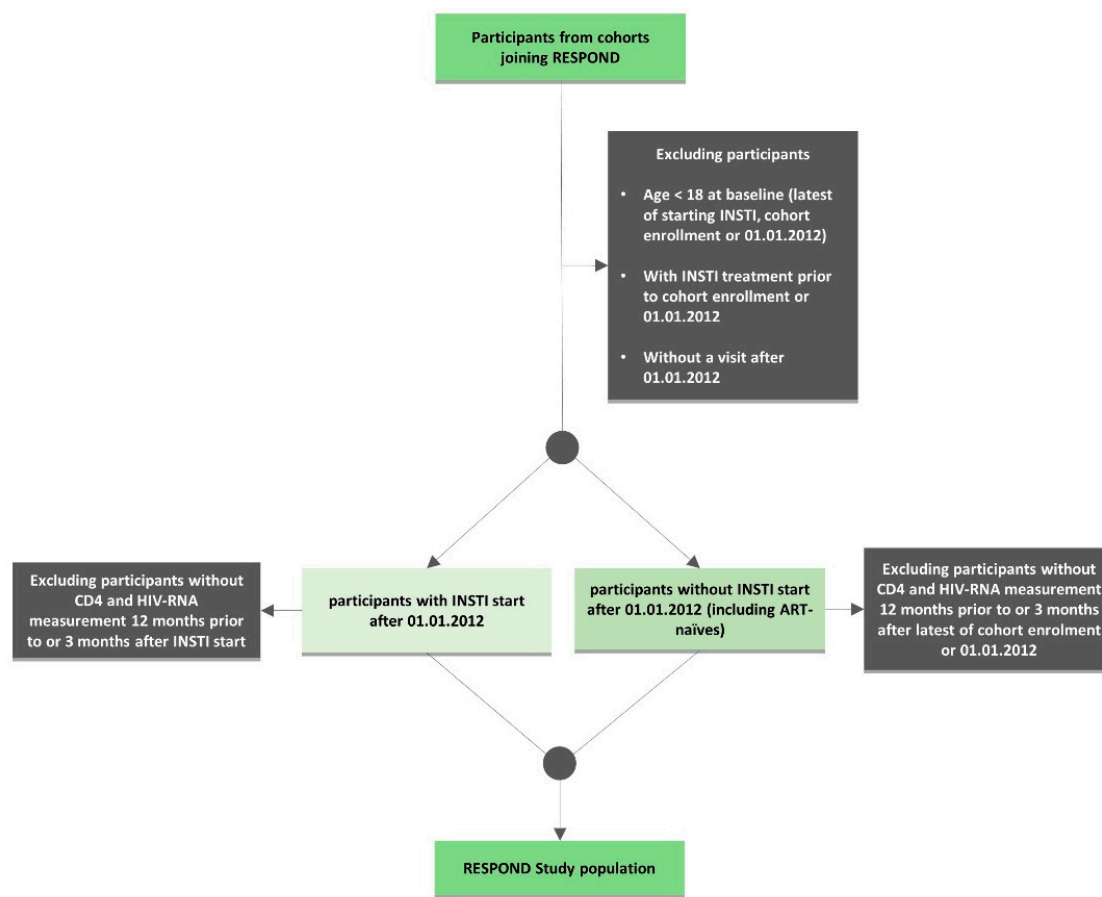 Participants from cohorts
joining RESPOND
Excluding participants
• Age < 18 at baseline (latest
of starting INSTI, cohort
enrollment or 01.01.2012)
• With INSTI treatment prior
to cohort enrollment or
01.01.2012
• Without a visit after
01.01.2012
Excluding participants without
CD4 and HIV-RNA
measurement 12 months prior
to or 3 months after INSTI start
participants with INSTI start
after 01.01.2012
participants without INSTI start
after 01.01.2012 (including ART-
naïves)
Excluding participants without
CD4 and HIV-RNA measurement
12 months prior to or 3 months
after latest of cohort enrolment
or 01.01.2012
RESPOND Study population